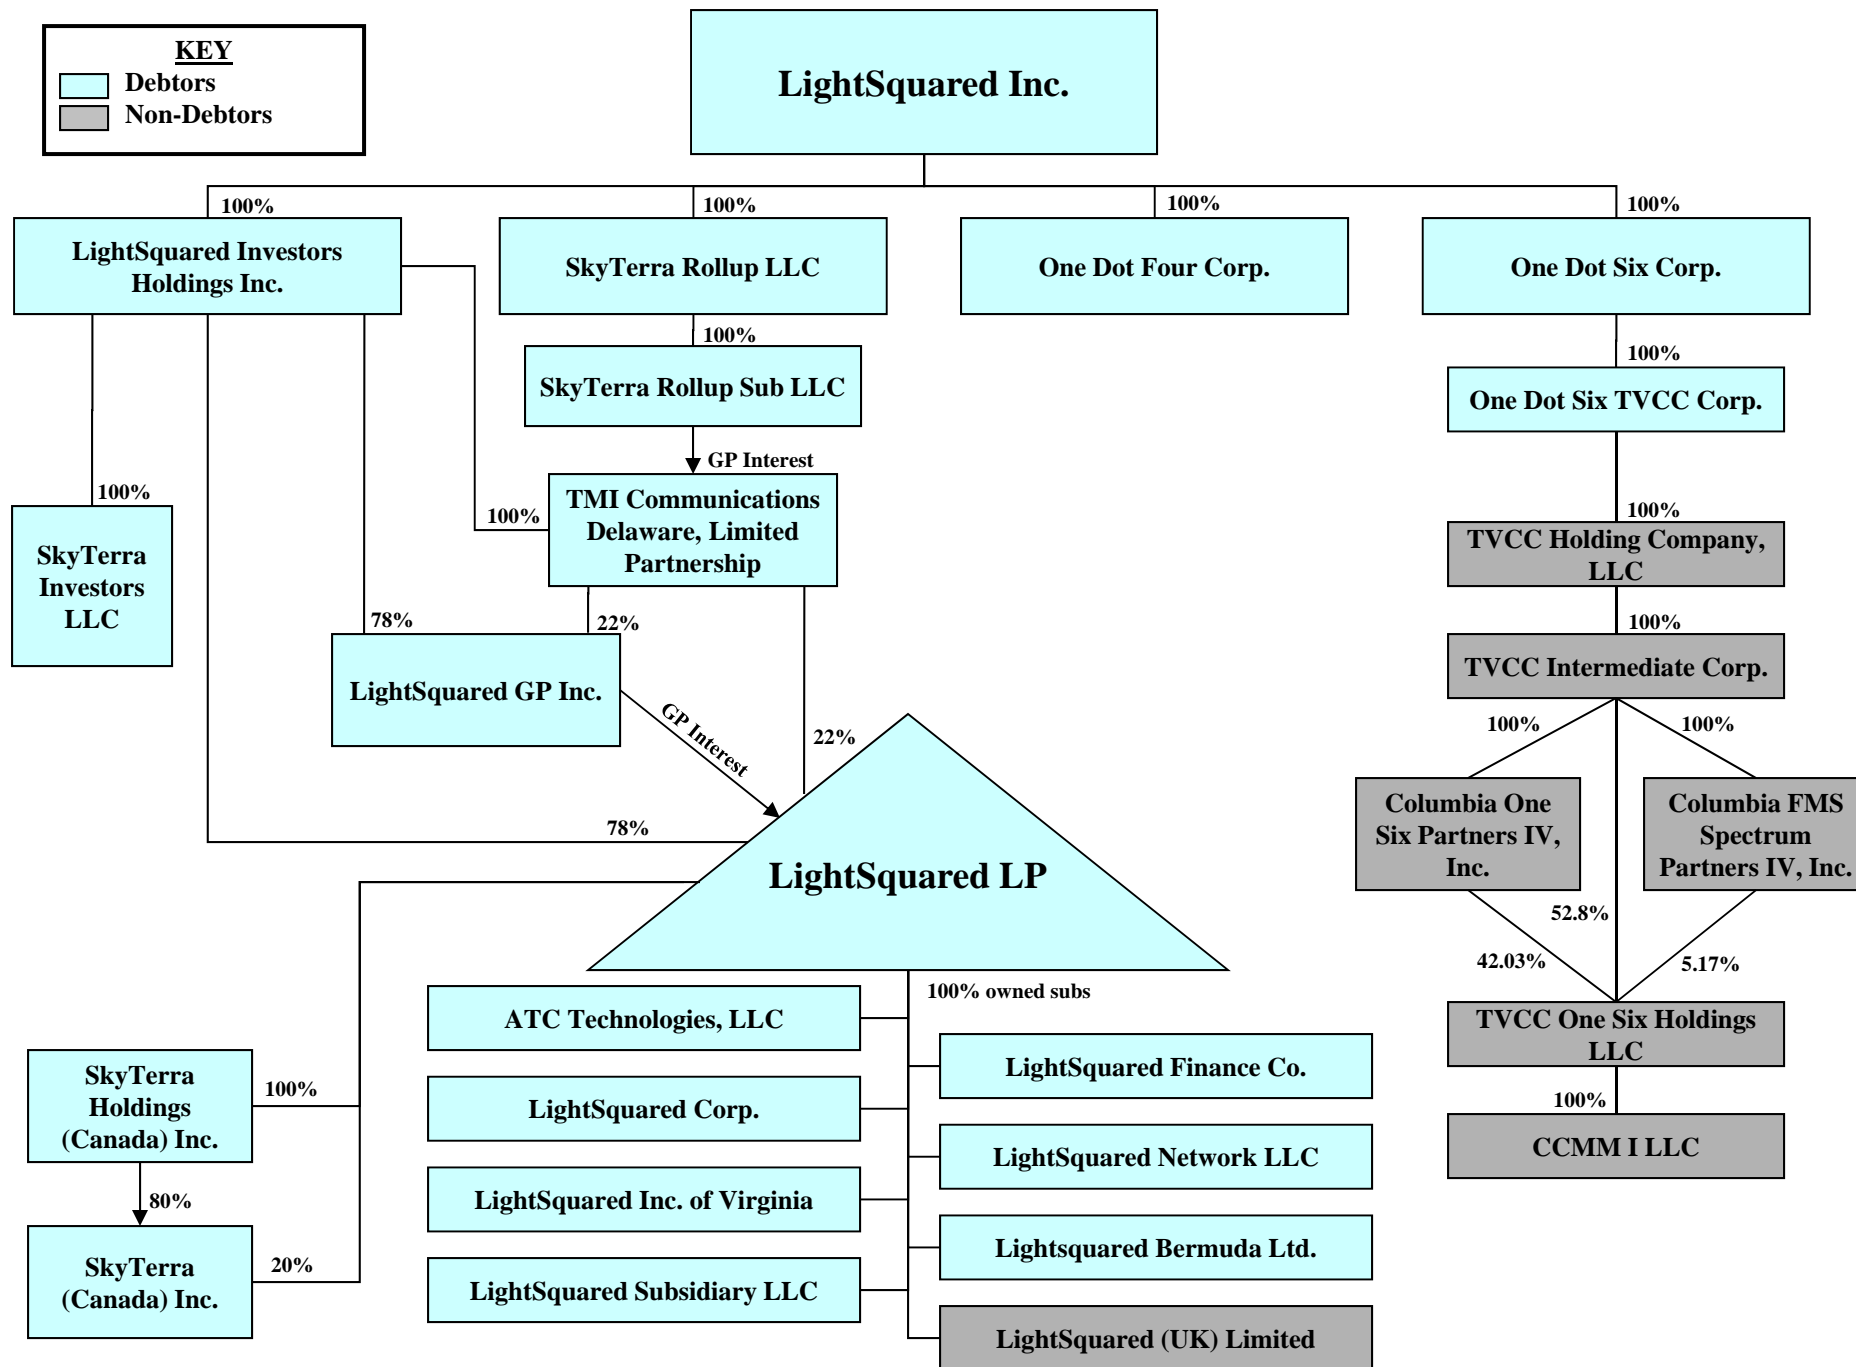 KEY
Debtors
Non-Debtors
LightSquared Inc.
100%
100%
100%
100%
LightSquared Investors
Holdings Inc.
SkyTerra Rollup LLC
One Dot Four Corp.
One Dot Six Corp.
100%
100%
SkyTerra Rollup Sub LLC
One Dot Six TVCC Corp.
GP Interest
100%
100%
100%
TMI Communications
Delaware, Limited
Partnership
SkyTerra
Investors
LLC
TVCC Holding Company,
LLC
78%
22%
100%
LightSquared GP Inc.
TVCC Intermediate Corp.
GP Interest
22%
100%
100%
78%
Columbia One
Six Partners IV,
Inc.
Columbia FMS
Spectrum
Partners IV, Inc.
LightSquared LP
52.8%
42.03%
5.17%
100% owned subs
ATC Technologies, LLC
TVCC One Six Holdings
LLC
LightSquared Finance Co.
SkyTerra
Holdings
(Canada) Inc.
100%
LightSquared Corp.
100%
LightSquared Network LLC
CCMM I LLC
80%
LightSquared Inc. of Virginia
Lightsquared Bermuda Ltd.
SkyTerra
(Canada) Inc.
20%
LightSquared Subsidiary LLC
LightSquared (UK) Limited